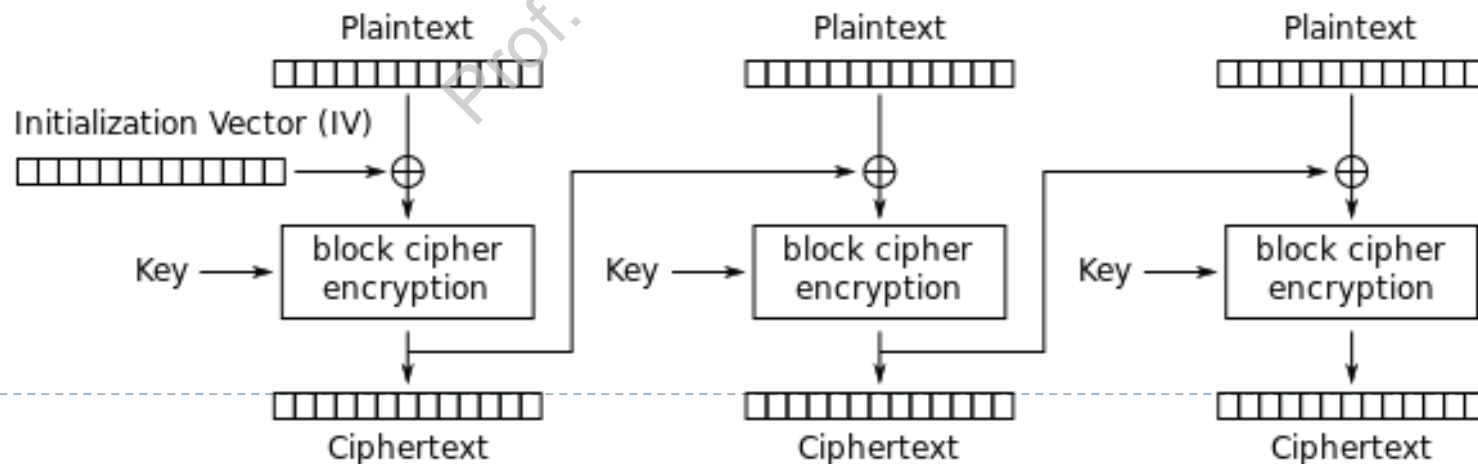 Prof.
Plaintext
Plaintext
Plaintext
Initialization Vector (IV)
block cipher
encryption
block cipher
encryption
block cipher
encryption
Key
Key
Key
Ciphertext
Ciphertext
Ciphertext